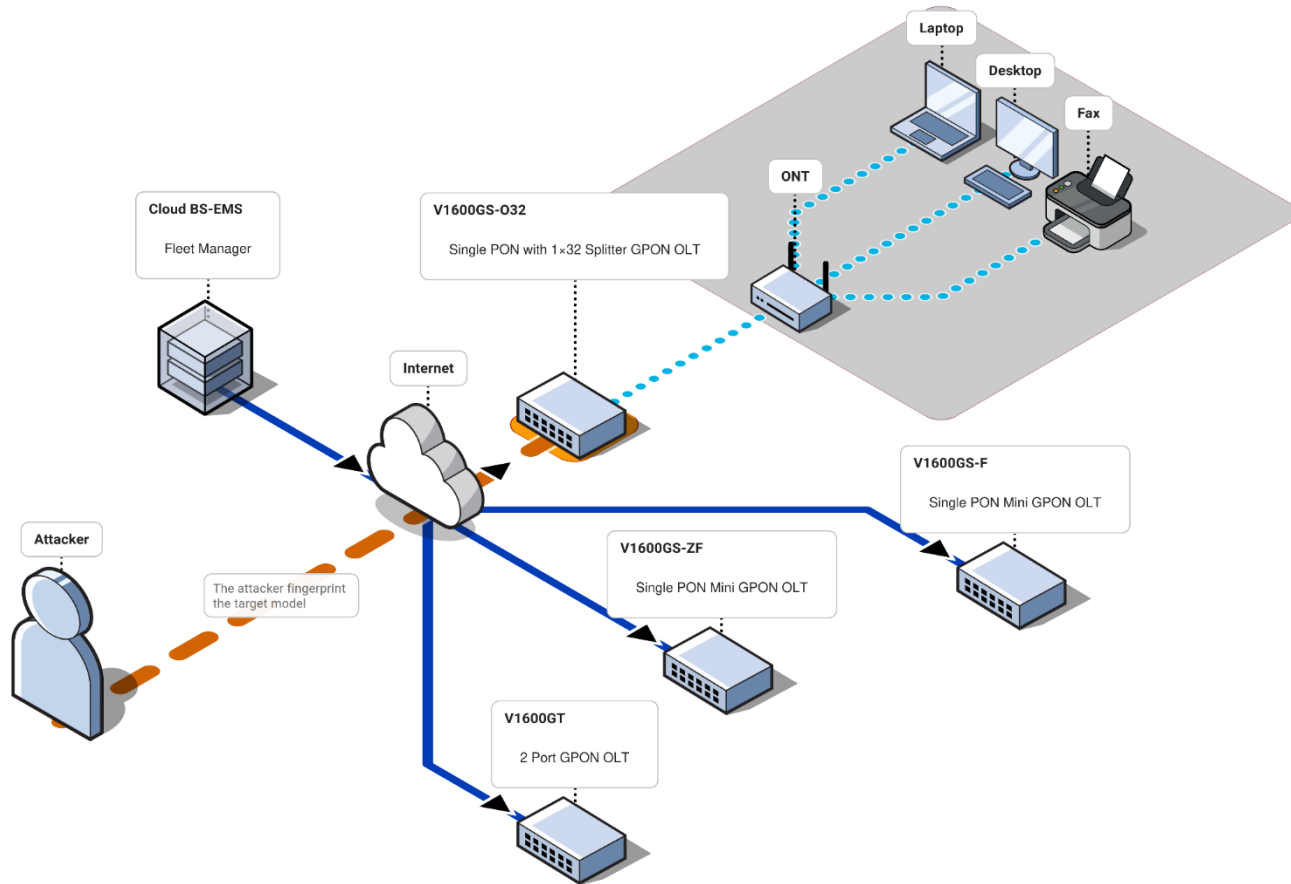 Laptop
Desktop
Fax
ONT
Cloud BS-EMS
Fleet Manager
V1600GS-O32
Single PON with 1×32 Splitter GPON OLT
Internet
V1600GS-F
Single PON Mini GPON OLT
Attacker
The attacker fingerprint
the target model
V1600GS-ZF
Single PON Mini GPON OLT
V1600GT
2 Port GPON OLT